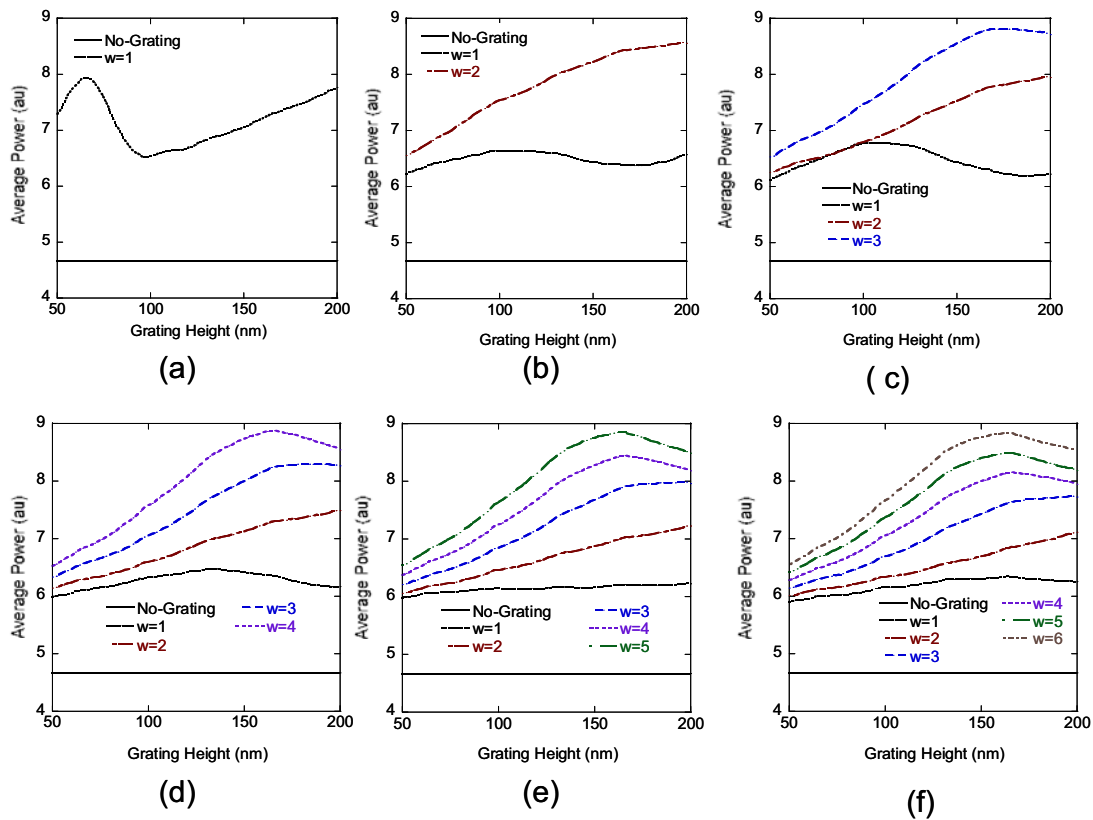 9
8
7
6
5
4
Average Power (au)
No-Grating
w=1
50 100 150 200
Grating Height (nm)
(a)
9
8
7
6
5
4
Average Power (au)
No-Grating
w=1
w=2
50 100 150 200
Grating Height (nm)
(b)
9
8
7
6
5
4
Average Power (au)
No-Grating
w=1
w=2
w=3
50 100 150 200
Grating Height (nm)
( c)
9
8
7
6
5
4
Average Power (au)
No-Grating
w=1
w=2
w=3
w=4
50 100 150 200
Grating Height (nm)
(d)
9
8
7
6
5
4
Average Power (au)
No-Grating
w=1
w=2
w=3
w=4
w=5
50 100 150 200
Grating Height (nm)
(e)
9
8
7
6
5
4
Average Power (au)
No-Grating
w=1
w=2
w=3
w=4
w=5
w=6
50 100 150 200
Grating Height (nm)
(f)